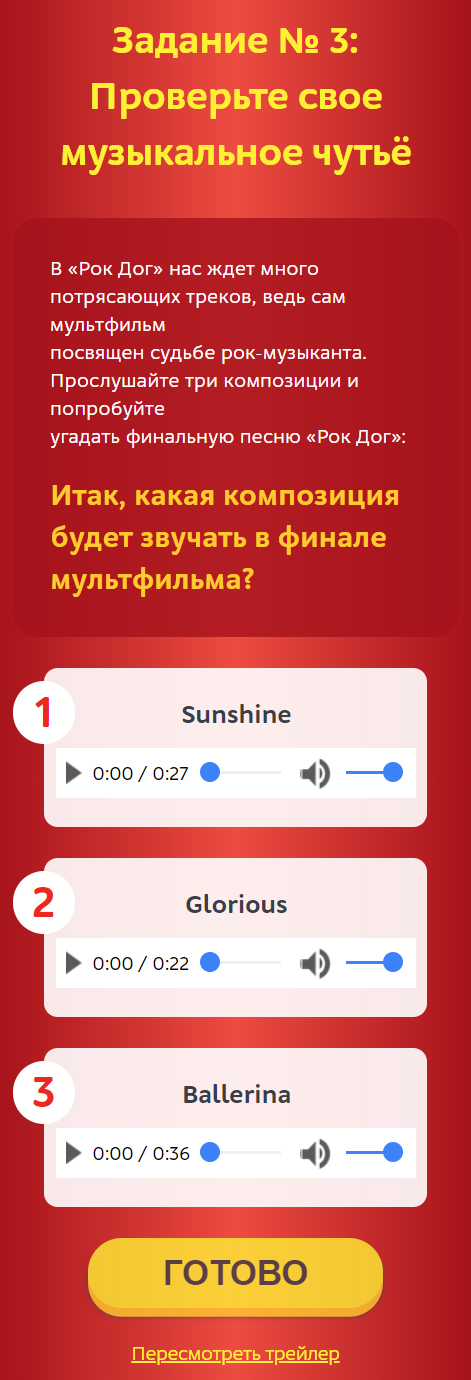 Задание № 3:
Проверьте свое
музыкальное чутьё
В «Рок Дог» нас ждет много
потрясающих треков, ведь сам
мультфильм
посвящен судьбе рок-музыканта.
Прослушайте три композиции и
попробуйте
угадать финальную песню «Рок Дог»:
Итак, какая композиция
будет звучать в финале
мультфильма?
1
Sunshine
0:00 / 0:27
2
Glorious
0:00 / 0:22
3
Ballerina
0:00 / 0:36
ГОТОВО
Пересмотреть трейлер